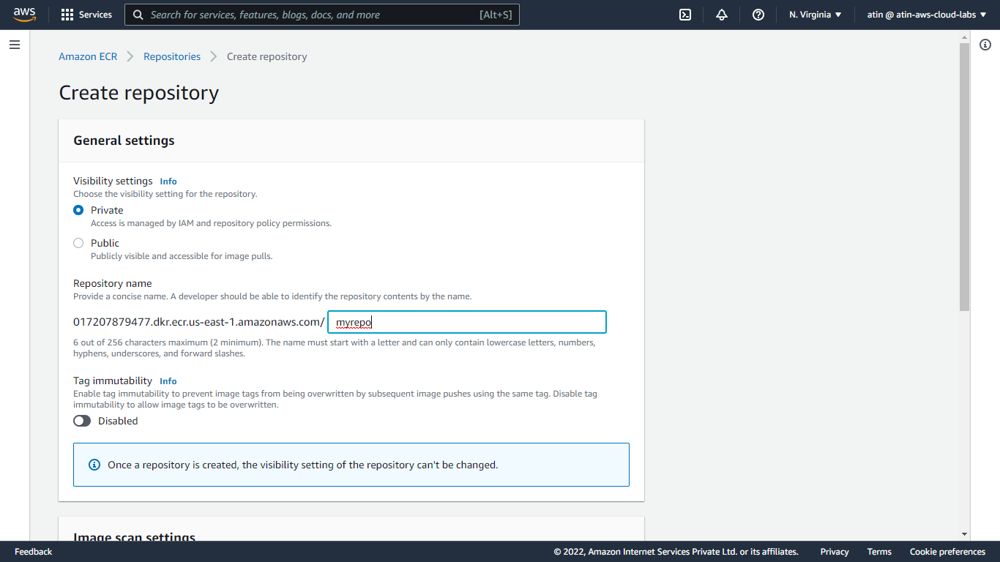 aws
Services
Search for services, features, blogs, docs, and more [Alt+S]
N. Virginia
atin @ atin-aws-cloud-labs
Amazon ECR > Repositories > Create repository
Create repository
General settings
Visibility settings Info
Choose the visibility setting for the repository.
Private
Access is managed by IAM and repository policy permissions.
Public
Publicly visible and accessible for image pulls.
Repository name
Provide a concise name. A developer should be able to identify the repository contents by the name.
017207879477.dkr.ecr.us-east-1.amazonaws.com/ myrepo
6 out of 256 characters maximum (2 minimum). The name must start with a letter and can only contain lowercase letters, numbers,
hyphens, underscores, and forward slashes.
Tag immutability Info
Enable tag immutability to prevent image tags from being overwritten by subsequent image pushes using the same tag. Disable tag
immutability to allow image tags to be overwritten.
Disabled
Once a repository is created, the visibility setting of the repository can't be changed.
Image scan settings
Feedback
© 2022, Amazon Internet Services Private Ltd. or its affiliates. Privacy Terms Cookie preferences